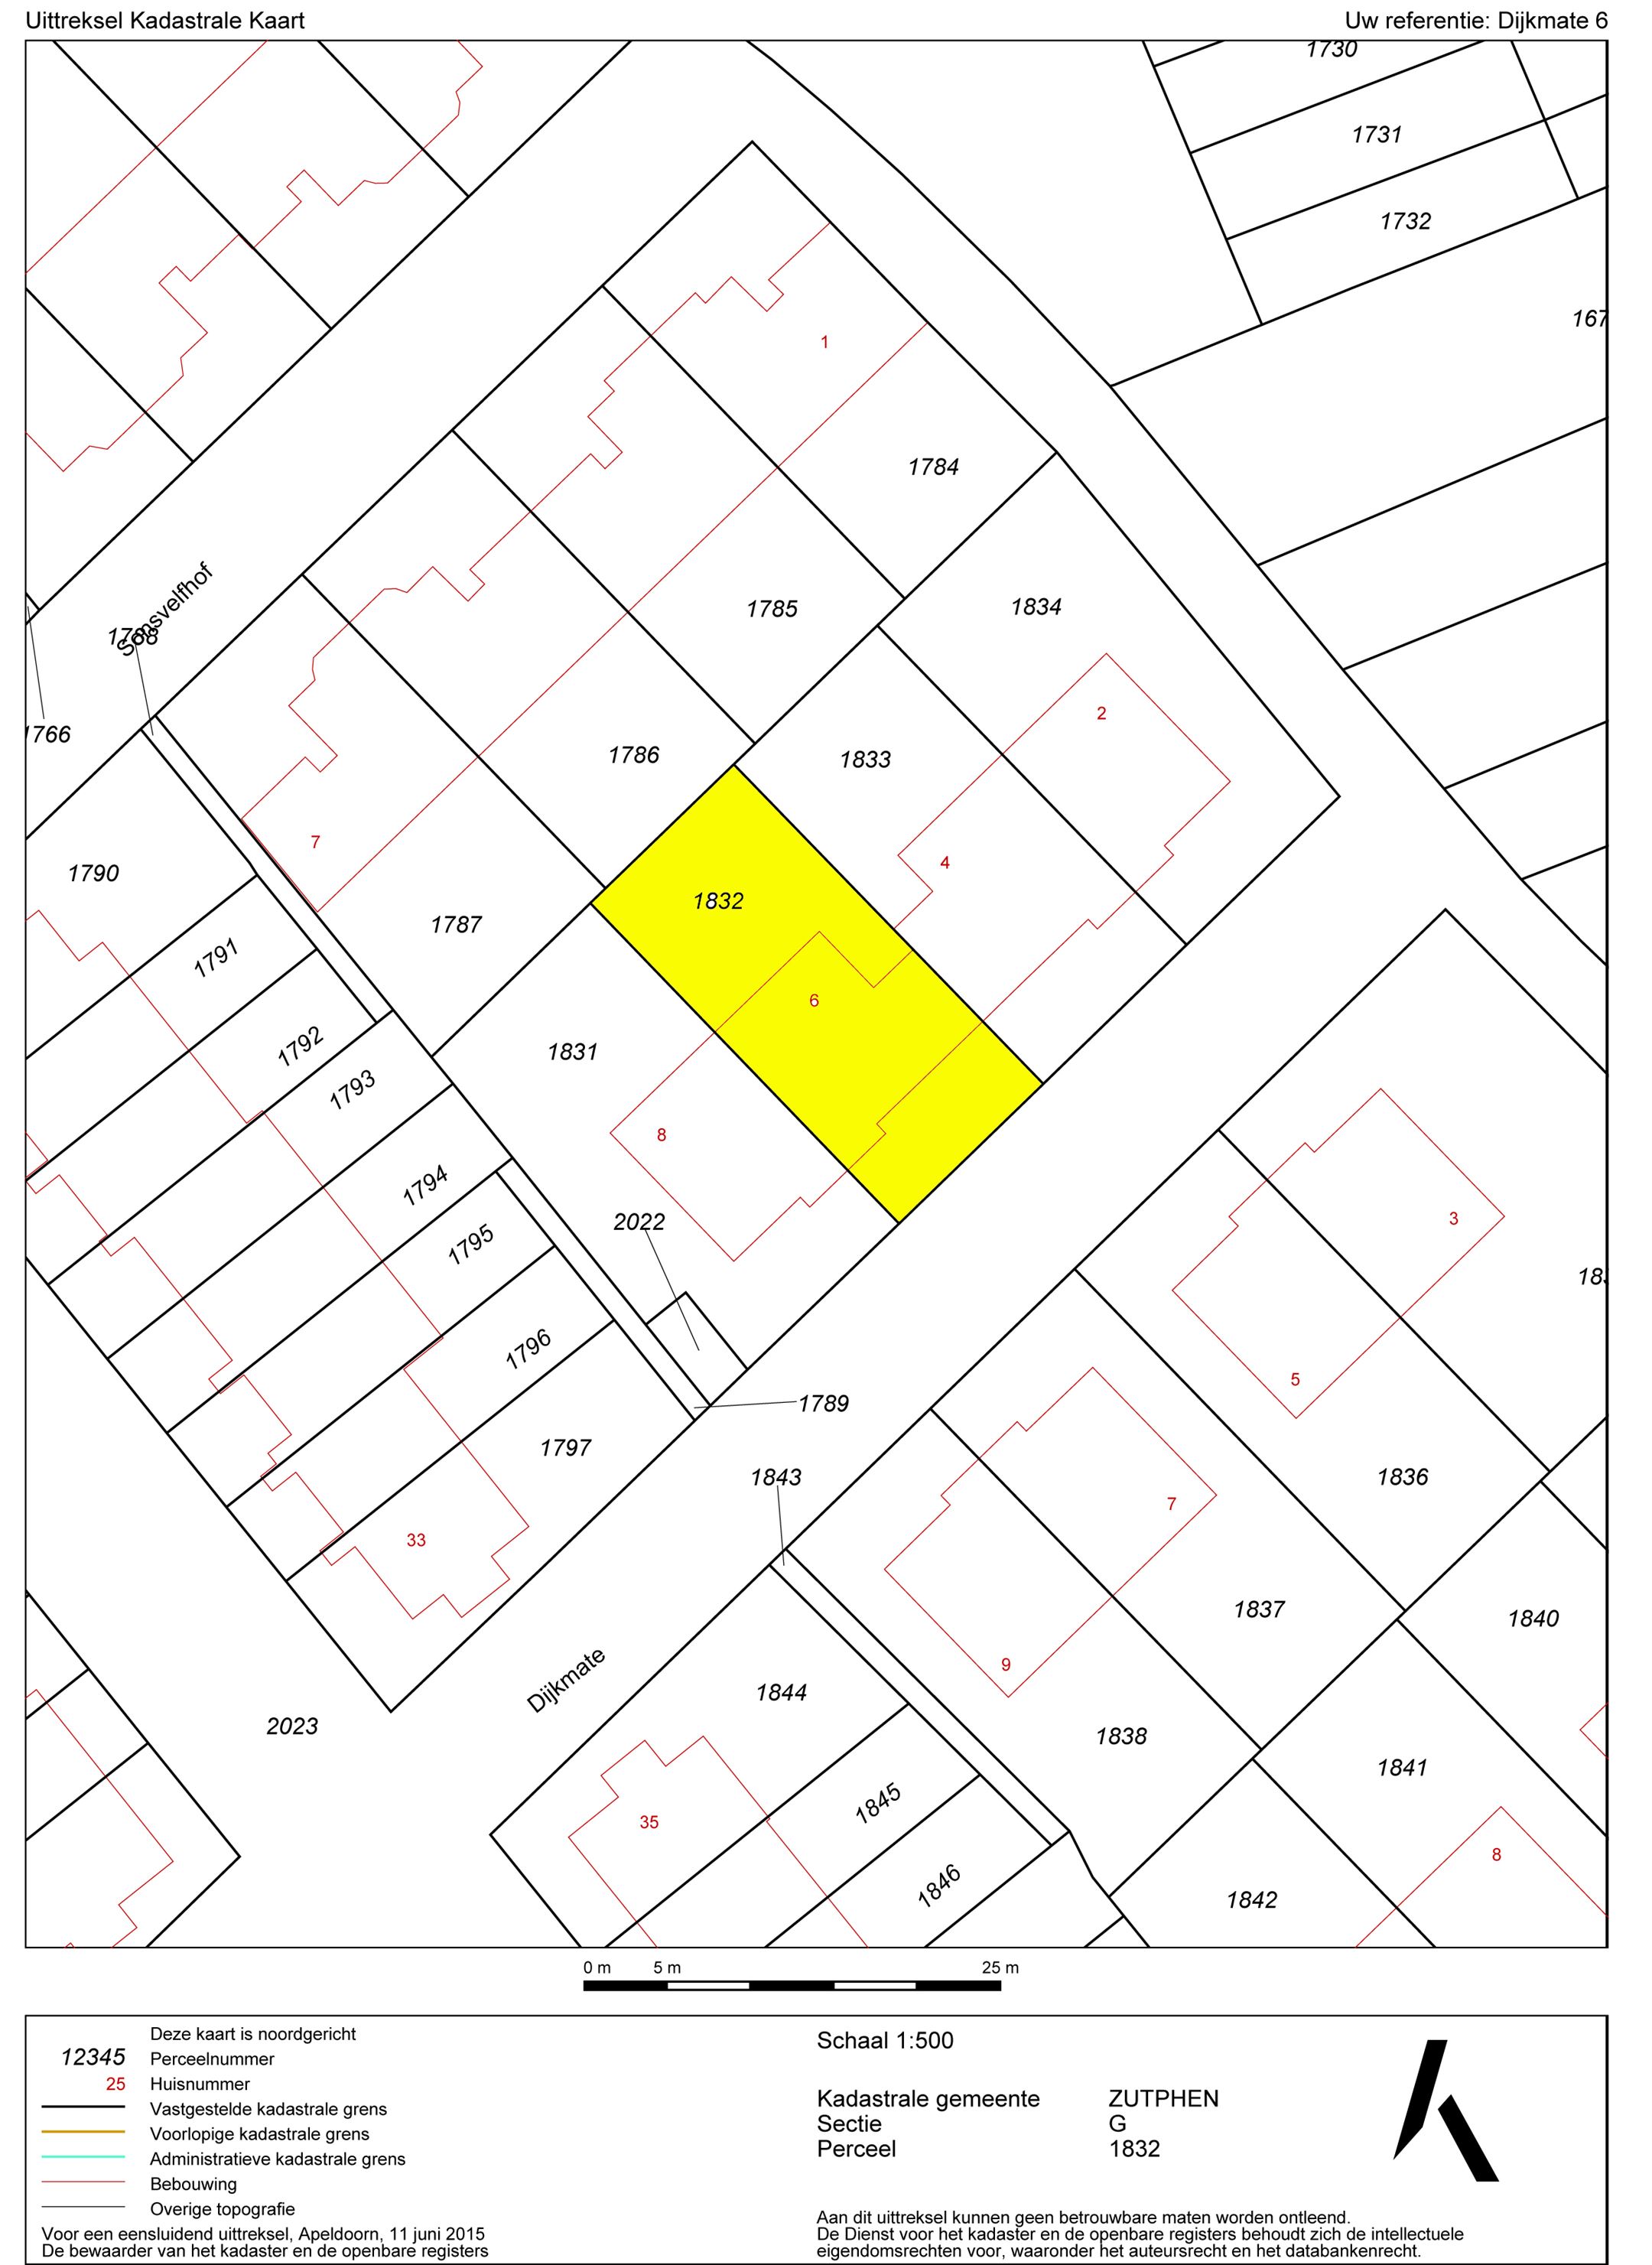 Uittreksel Kadastrale Kaart
Uw referentie: Dijkmate 6
1730
1731
1732
167
1
1784
1785
1834
Sonsvelfhof
1788
1766
1786
1833
2
7
4
1790
1787
1832
1791
1792
1793
1831
6
8
1794
2022
1795
1796
3
5
1789
1797
1843
33
7
1836
9
1837
1840
Dijkmate
2023
1844
1838
1841
35
1845
1846
8
1842
0 m 5 m 25 m
Deze kaart is noordgericht
12345 Perceelnummer
25 Huisnummer
Vastgestelde kadastrale grens
Voorlopige kadastrale grens
Administratieve kadastrale grens
Bebouwing
Overige topografie
Voor een eensluidend uittreksel, Apeldoorn, 11 juni 2015
De bewaarder van het kadaster en de openbare registers
Schaal 1:500
Kadastrale gemeente ZUTPHEN
Sectie G
Perceel 1832
Aan dit uittreksel kunnen geen betrouwbare maten worden ontleend.
De Dienst voor het kadaster en de openbare registers behoudt zich de intellectuele
eigendomsrechten voor, waaronder het auteursrecht en het databankenrecht.